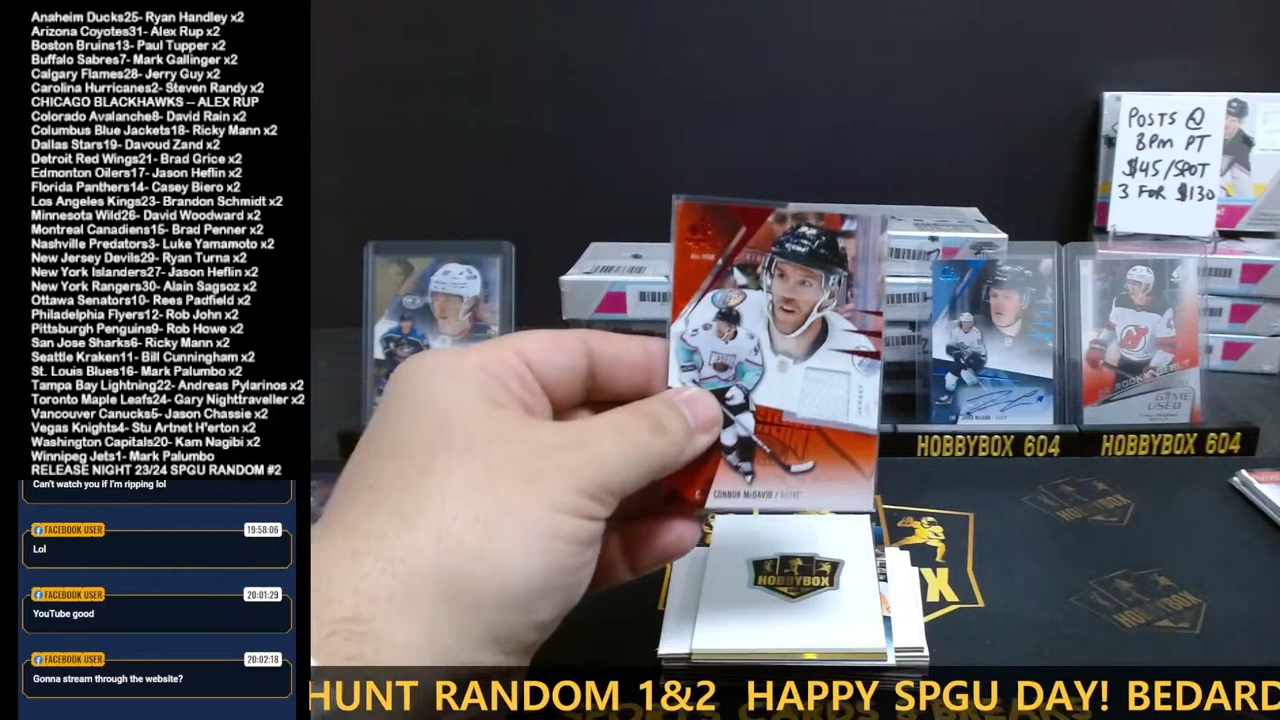 Anaheim Ducks25- Ryan Handley x2
Arizona Coyotes31- Alex Rup x2
Boston Bruins13- Paul Tupper x2
Buffalo Sabres7- Mark Gallinger x2
Calgary Flames28- Jerry Guy x2
Carolina Hurricanes2- Steven Randy x2
CHICAGO BLACKHAWKS -- ALEX RUP
Colorado Avalanche8- David Rain x2
Columbus Blue Jackets18- Ricky Mann x2
Dallas Stars19- Davoud Zand x2
Detroit Red Wings21- Brad Grice x2
Edmonton Oilers17- Jason Heflin x2
Florida Panthers14- Casey Biero x2
Los Angeles Kings23- Brandon Schmidt x2
Minnesota Wild26- David Woodward x2
Montreal Canadiens15- Brad Penner x2
Nashville Predators3- Luke Yamamoto x2
New Jersey Devils29- Ryan Turna x2
New York Islanders27- Jason Heflin x2
New York Rangers30- Alain Sagsoz x2
Ottawa Senators10- Rees Padfield x2
Philadelphia Flyers12- Rob John x2
Pittsburgh Penguins9- Rob Howe x2
San Jose Sharks6- Ricky Mann x2
Seattle Kraken11- Bill Cunningham x2
St. Louis Blues16- Mark Palumbo x2
Tampa Bay Lightning22- Andreas Pylarinos x2
Toronto Maple Leafs24- Gary Nighttraveller x2
Vancouver Canucks5- Jason Chassie x2
Vegas Knights4- Stu Artnet H'erton x2
Washington Capitals20- Kam Nagibi x2
Winnipeg Jets1- Mark Palumbo
RELEASE NIGHT 23/24 SPGU RANDOM #2
Can't watch you if I'm ripping lol
FACEBOOK USER 19:58:06
Lol
FACEBOOK USER 20:01:29
YouTube good
FACEBOOK USER 20:02:18
Gonna stream through the website?
POSTS @
8PM PT
$45/SPOT
3 FOR $130
ALL-STAR
JERSEY
CONNOR McDAVID
GAME
USED
HOBBYBOX 604
HOBBYBOX 604
HOBBYBOX
HUNT RANDOM 1&2 HAPPY SPGU DAY! BEDARD